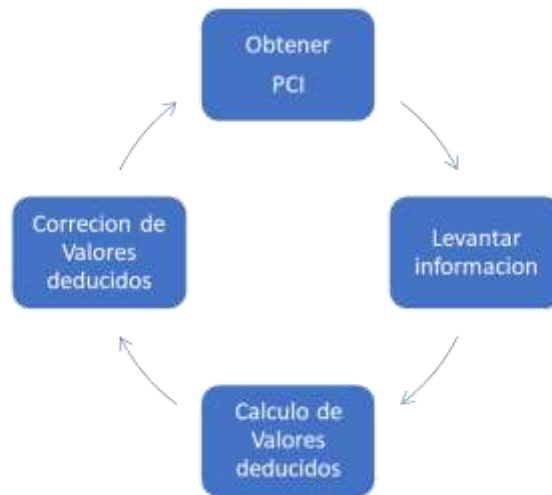 Obtener
PCI
Levantar
informacion
Calculo de
Valores
deducidos
Correcion de
Valores
deducidos